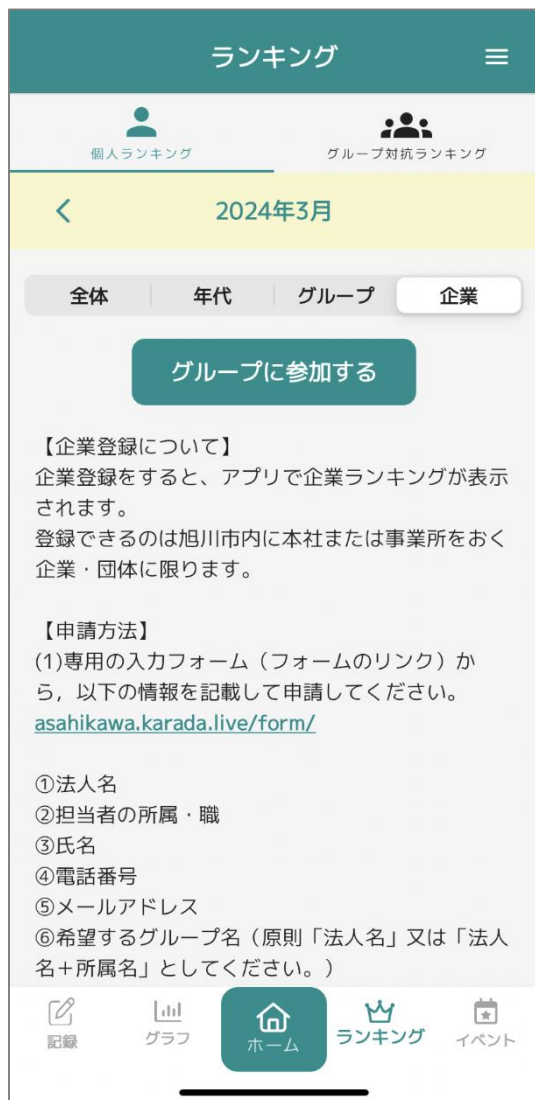 ランキング
個人ランキング
グループ対抗ランキング
2024年3月
全体
年代
グループ
企業
グループに参加する
【企業登録について】
企業登録をすると、アプリで企業ランキングが表示
されます。
登録できるのは旭川市内に本社または事業所をおく
企業・団体に限ります。
【申請方法】
(1)専用の入力フォーム（フォームのリンク）か
ら，以下の情報を記載して申請してください。
asahikawa.karada.live/form/
①法人名
②担当者の所属・職
③氏名
④電話番号
⑤メールアドレス
⑥希望するグループ名（原則「法人名」又は「法人
名＋所属名」としてください。）
記録
グラフ
ホーム
ランキング
イベント